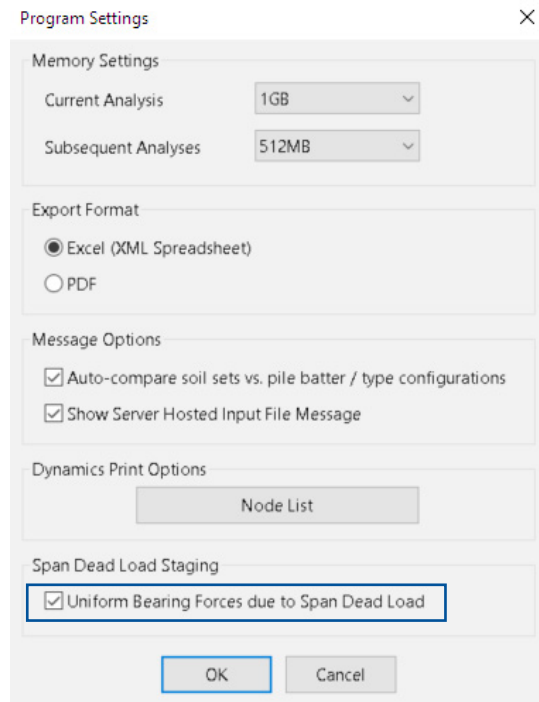 Program Settings
Memory Settings
Current Analysis 1GB
Subsequent Analyses 512MB
Export Format
Excel (XML Spreadsheet)
PDF
Message Options
Auto-compare soil sets vs. pile batter / type configurations
Show Server Hosted Input File Message
Dynamics Print Options
Node List
Span Dead Load Staging
Uniform Bearing Forces due to Span Dead Load
OK Cancel